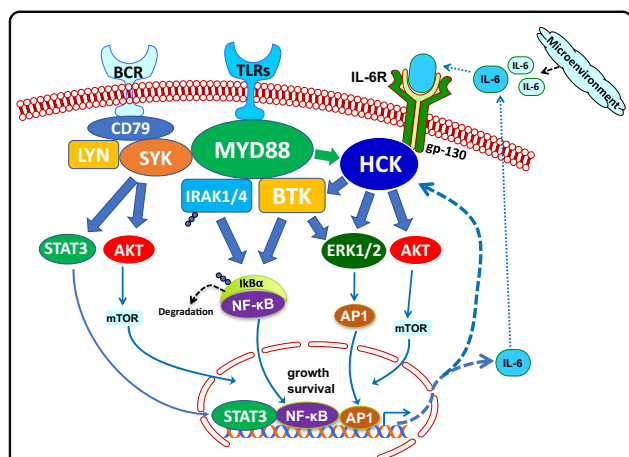 BCR
TLRs
IL-6R
IL-6
IL-6
IL-6
Microenvironment
CD79
LYN
SYK
MYD88
HCK
gp-130
IRAK1/4
BTK
STAT3
AKT
ERK1/2
AKT
IkBα
NF-κB
Degradation
mTOR
AP1
mTOR
IL-6
growth
survival
STAT3
NF-κB
AP1